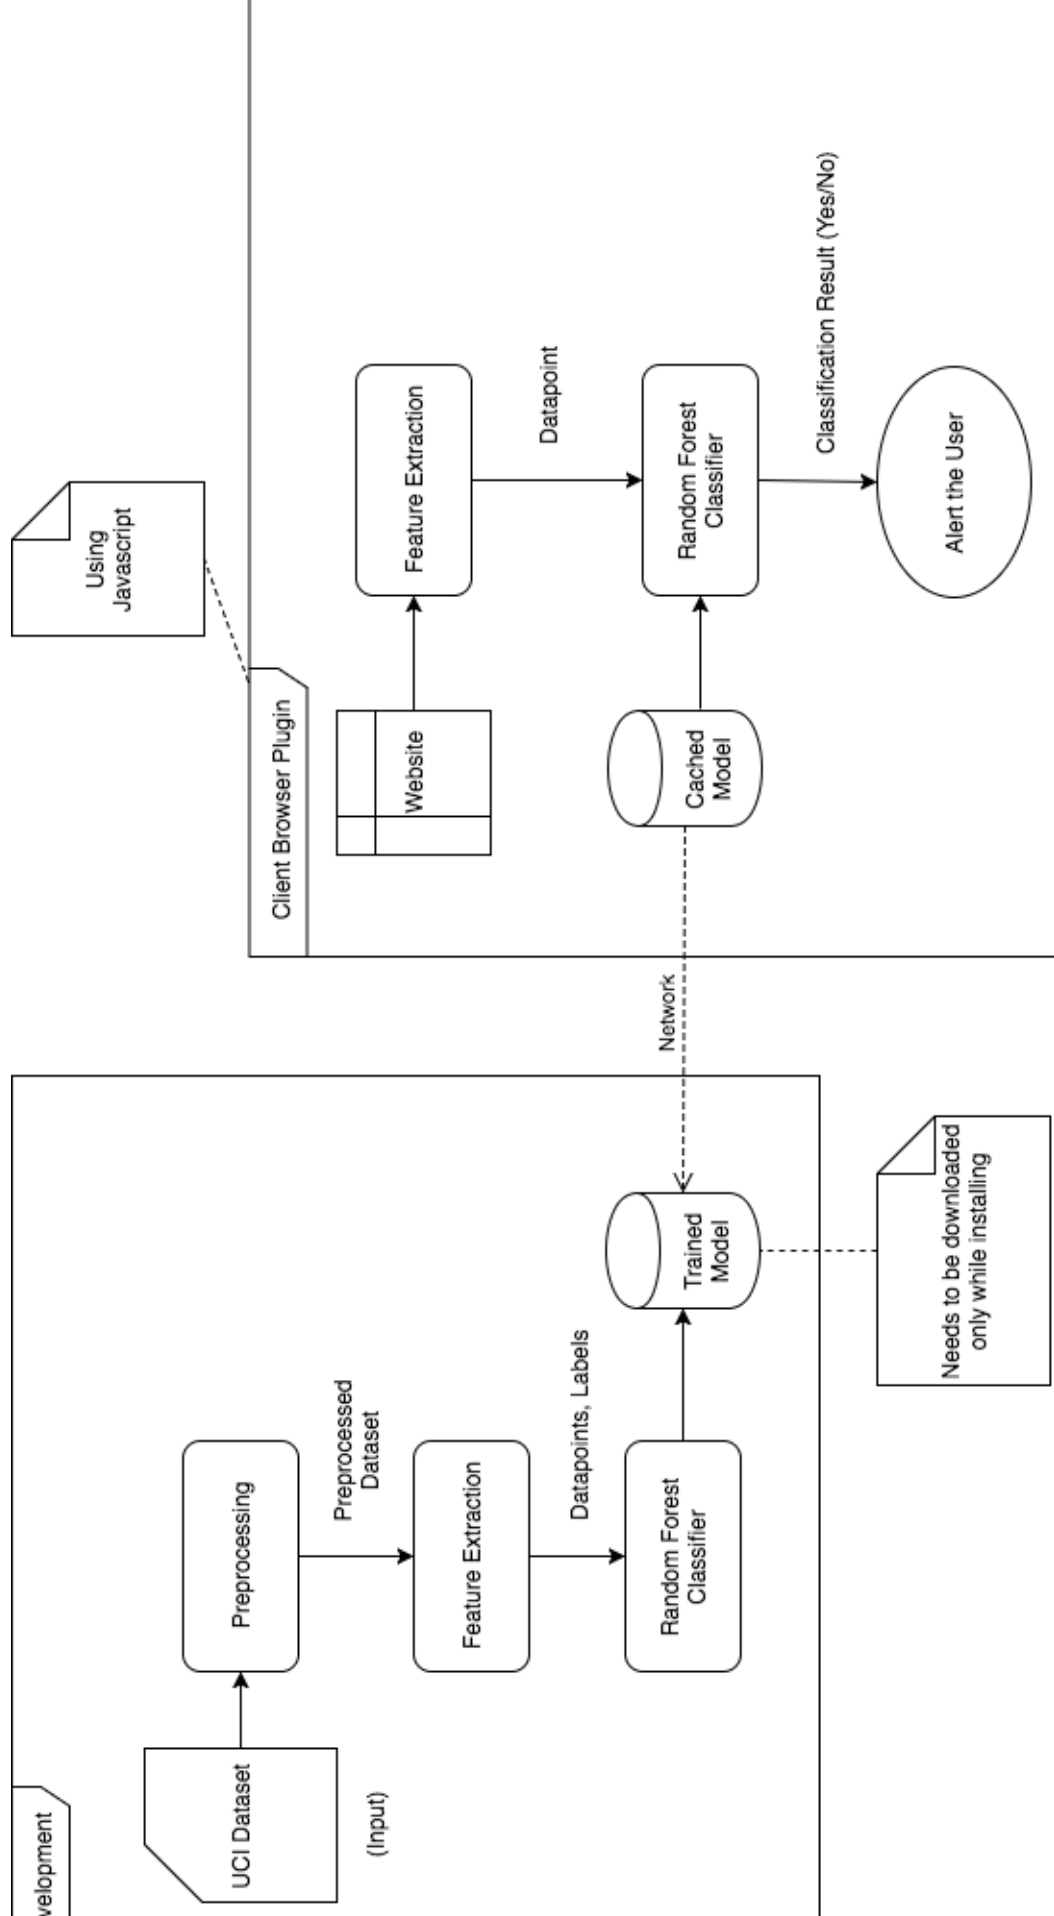 velopment
UCI Dataset
(Input)
Preprocessing
Preprocessed
Dataset
Feature Extraction
Datapoints, Labels
Random Forest
Classifier
Trained
Model
Needs to be downloaded
only while installing
Network
Using
Javascript
Client Browser Plugin
Website
Feature Extraction
Datapoint
Cached
Model
Random Forest
Classifier
Classification Result (Yes/No)
Alert the User